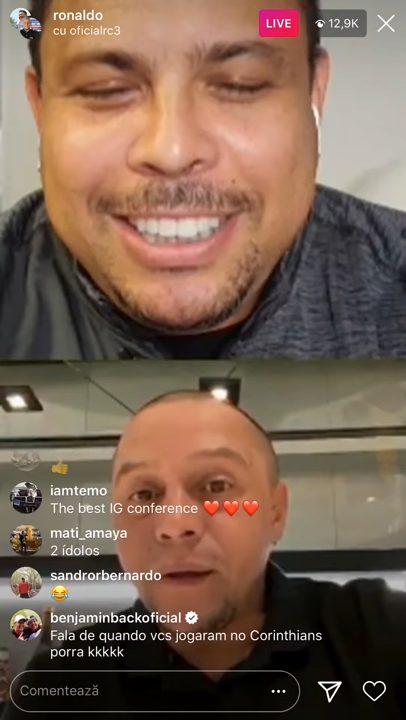 ronaldo
cu oficialrc3
LIVE
12,9K
iamtemo
The best IG conference ❤️❤️❤️
mati_amaya
2 ídolos
sandrorbernardo
😂
benjaminbackoficial
Fala de quando vcs jogaram no Corinthians
porra kkkkk
Comentează